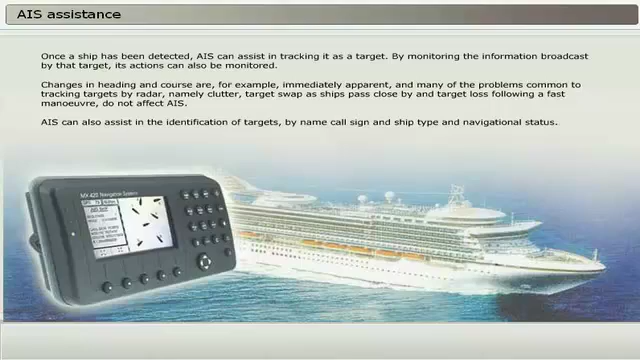 AIS assistance
Once a ship has been detected, AIS can assist in tracking it as a target. By monitoring the information broadcast
by that target, its actions can also be monitored.
Changes in heading and course are, for example, immediately apparent, and many of the problems common to
tracking targets by radar, namely clutter, target swap as ships pass close by and target loss following a fast
manoeuvre, do not affect AIS.
AIS can also assist in the identification of targets, by name call sign and ship type and navigational status.
MX 420 Navigation System